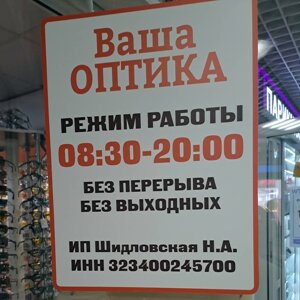 Ваша
ОПТИКА
РЕЖИМ РАБОТЫ
08:30-20:00
БЕЗ ПЕРЕРЫВА
БЕЗ ВЫХОДНЫХ
ИП Шидловская Н.А.
ИНН 323400245700